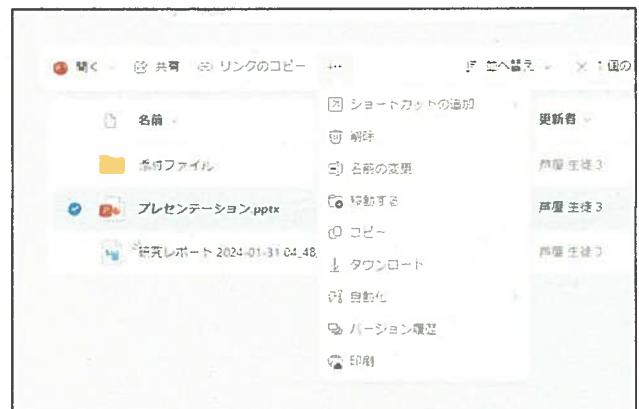 開く 共有 リンクのコピー ... 並べ替え × 1 個の
名前 更新者
ショートカットの追加
解除
添付ファイル 名前の変更 芦屋 生徒 3
プレゼンテーション.pptx 移動する 芦屋 生徒 3
コピー
研究レポート 2024-01-31 04_48, ダウンロード 芦屋 生徒 3
自動化
バージョン履歴
印刷